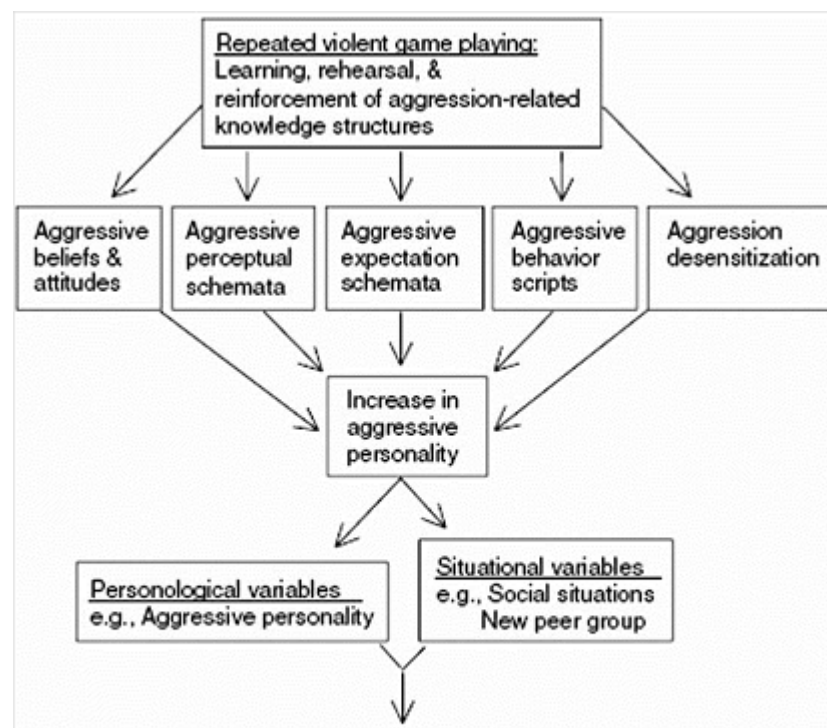 Repeated violent game playing:
Learning, rehearsal, &
reinforcement of aggression-related
knowledge structures
Aggressive
beliefs &
attitudes
Aggressive
perceptual
schemata
Aggressive
expectation
schemata
Aggressive
behavior
scripts
Aggression
desensitization
Increase in
aggressive
personality
Personological variables
e.g., Aggressive personality
Situational variables
e.g., Social situations
New peer group